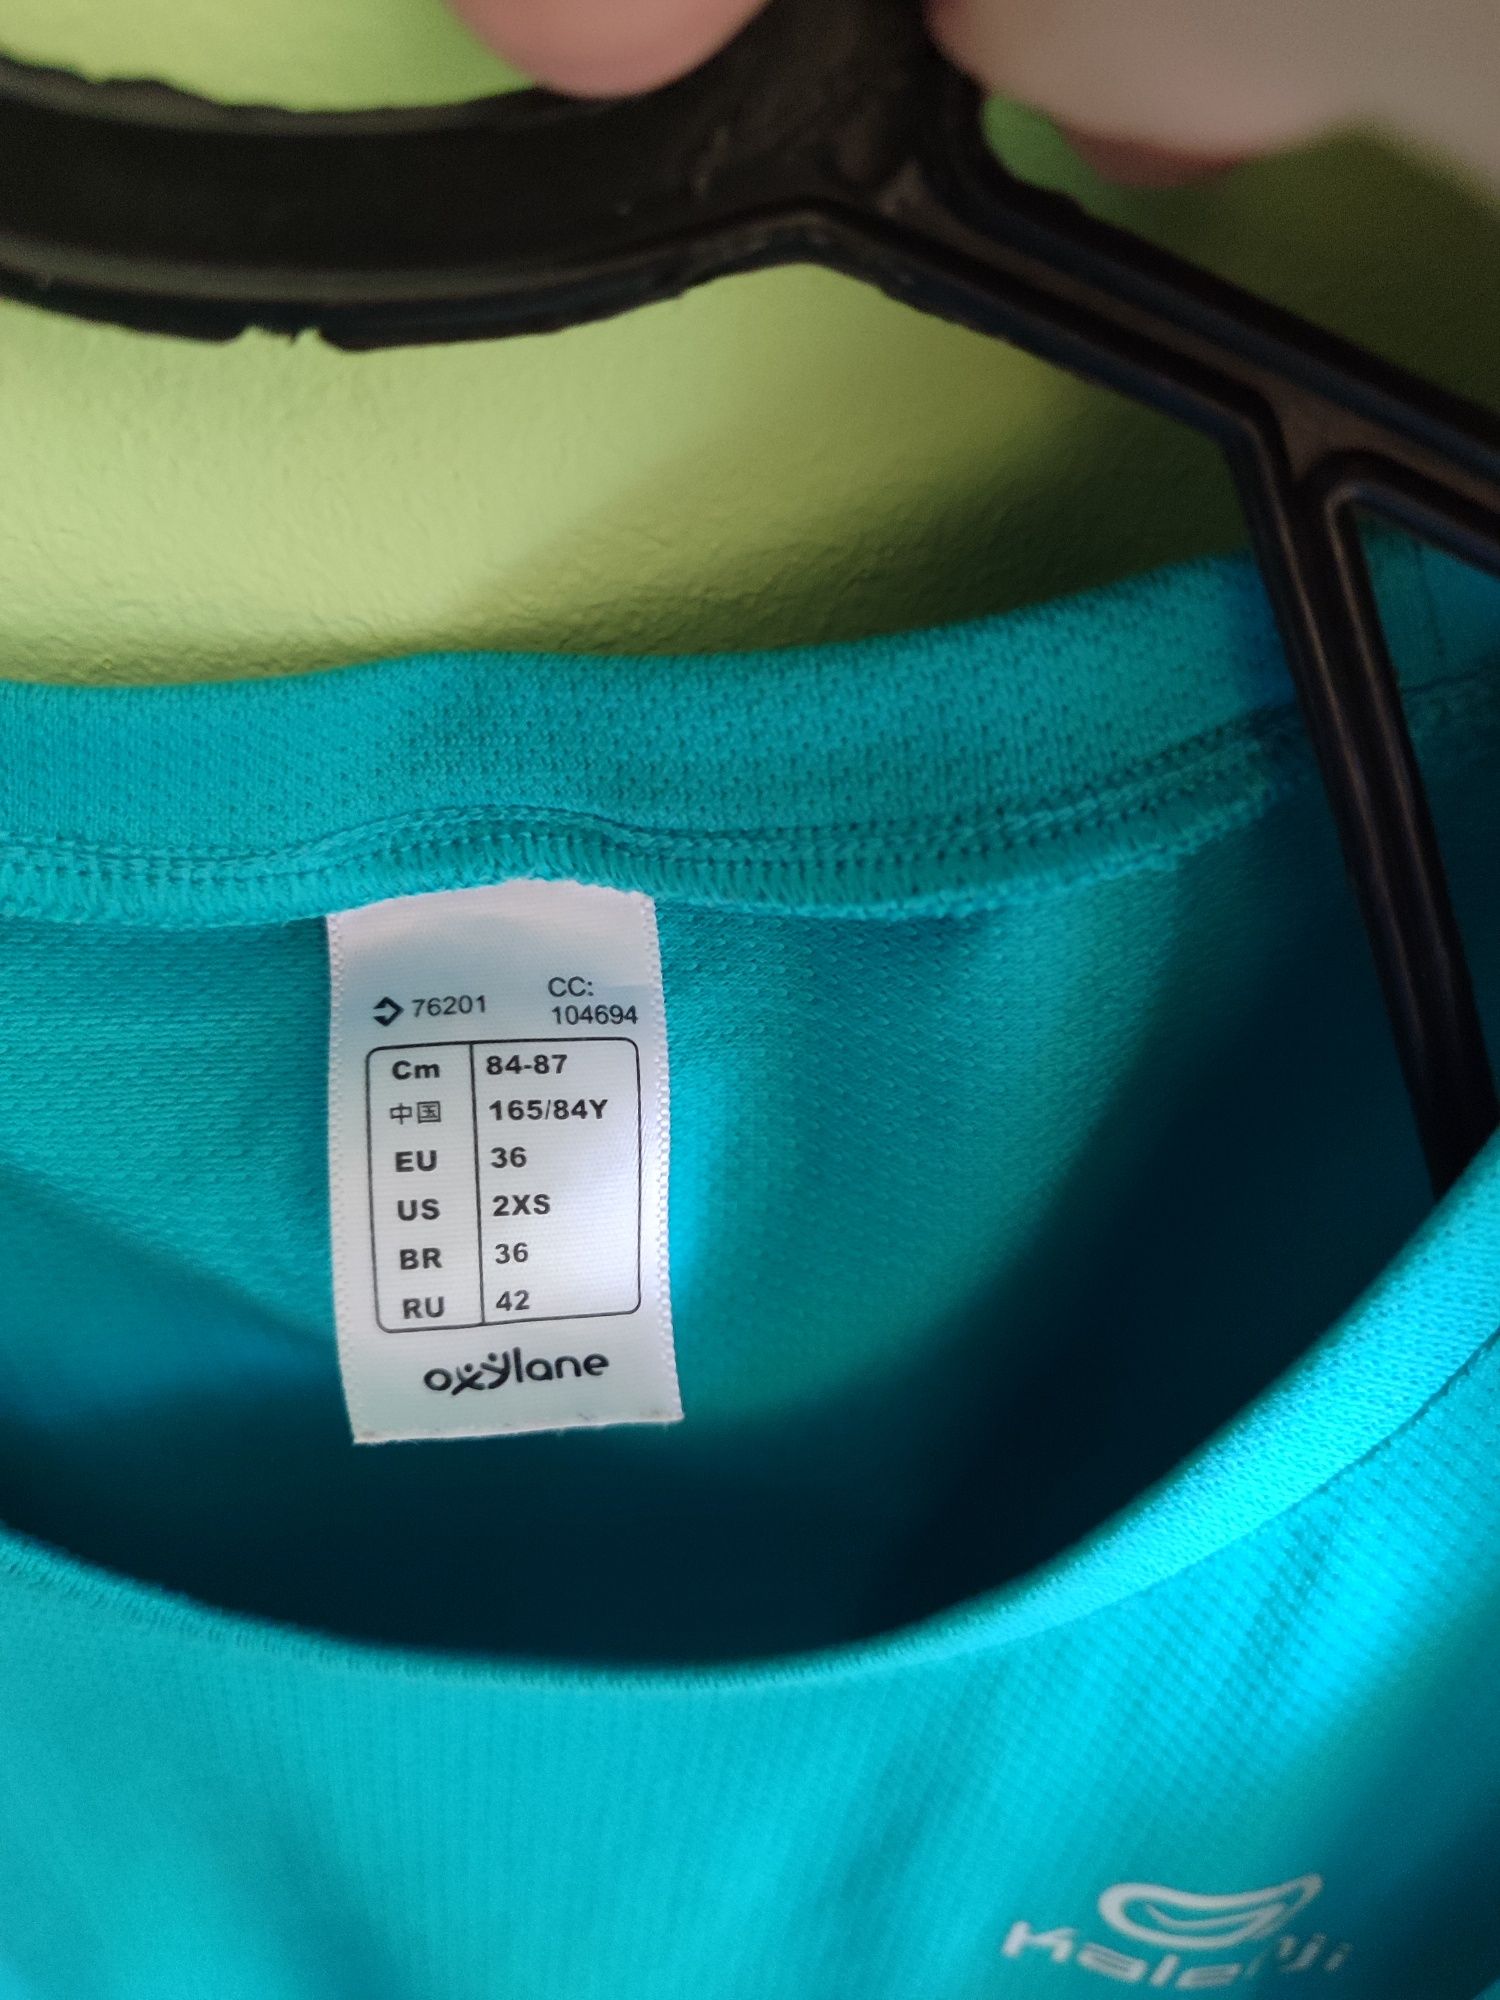 76201 CC: 104694
Cm 84-87
中国 165/84Y
EU 36
US 2XS
BR 36
RU 42
oxylane
Kalenji